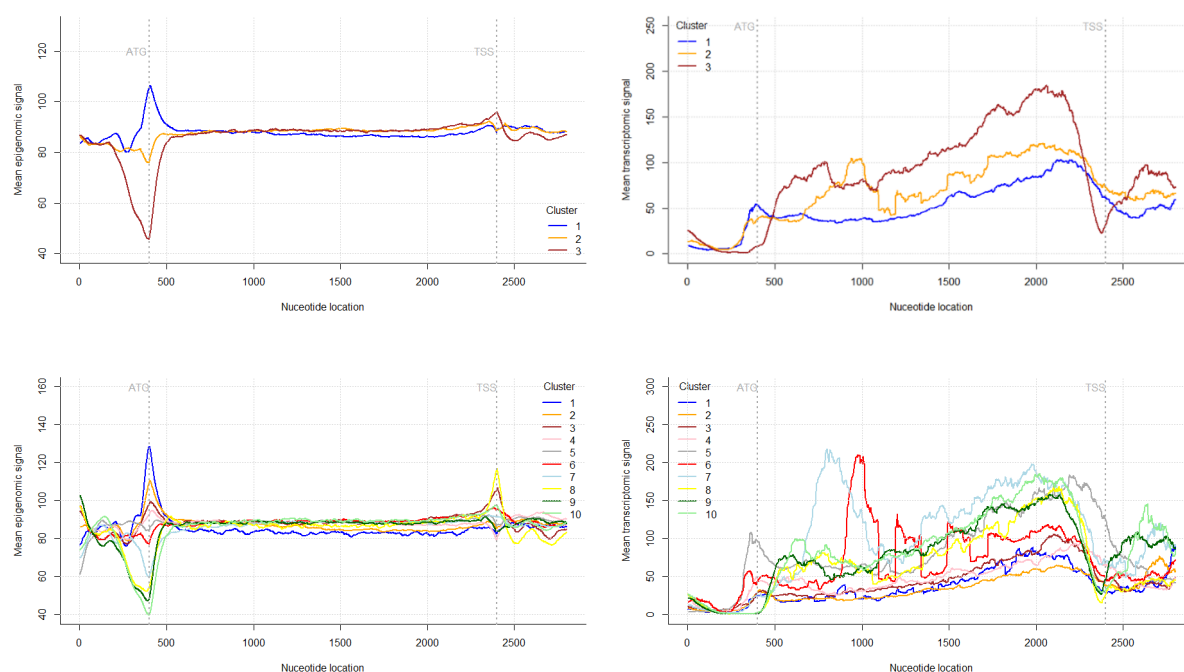 ATG
TSS
Mean epigenomic signal
40 60 80 100 120
Cluster
1
2
3
0 500 1000 1500 2000 2500
Nuceotide location
Cluster
1
2
3
ATG
TSS
Mean transcriptomic signal
0 50 100 150 200 250
0 500 1000 1500 2000 2500
Nuceotide location
ATG
TSS
Mean epigenomic signal
40 60 80 100 120 140 160
Cluster
1
2
3
4
5
6
7
8
9
10
0 500 1000 1500 2000 2500
Nuceotide location
Cluster
1
2
3
4
5
6
7
8
9
10
ATG
TSS
Mean transcriptomic signal
0 50 100 150 200 250 300
0 500 1000 1500 2000 2500
Nuceotide location